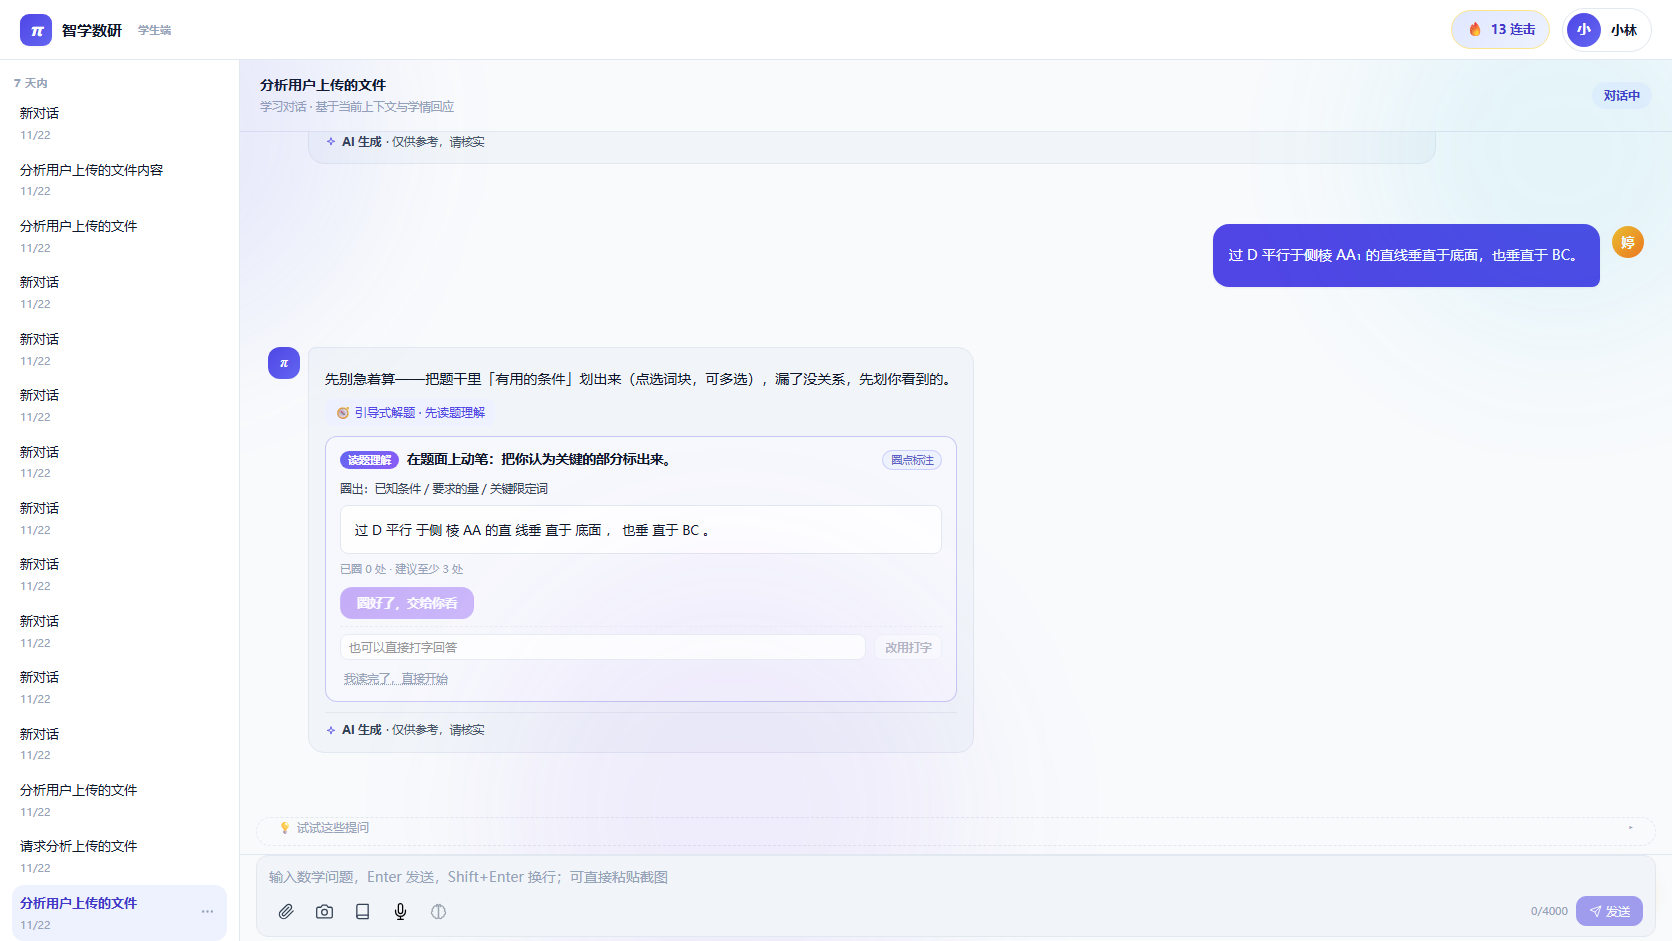 π 智学数研 学生端
13 连击
小 小林
7 天内
新对话
11/22
分析用户上传的文件内容
11/22
分析用户上传的文件
11/22
新对话
11/22
新对话
11/22
新对话
11/22
新对话
11/22
新对话
11/22
新对话
11/22
新对话
11/22
新对话
11/22
新对话
11/22
分析用户上传的文件
11/22
请求分析上传的文件
11/22
分析用户上传的文件 ···
11/22
分析用户上传的文件
学习对话 · 基于当前上下文与学情回应
对话中
AI 生成 · 仅供参考，请核实
过 D 平行于侧棱 AA₁ 的直线垂直于底面，也垂直于 BC。
婷
π
先别急着算——把题干里「有用的条件」划出来（点选词块，可多选），漏了没关系，先划你看到的。
引导式解题 · 先读题理解
读题理解 在题面上动笔：把你认为关键的部分标出来。 圈点标注
圈出：已知条件 / 要求的量 / 关键限定词
过 D 平行 于侧 棱 AA 的直 线垂 直于 底面 ， 也垂 直于 BC 。
已圈 0 处 · 建议至少 3 处
圈好了，交给你看
也可以直接打字回答 改用打字
我读完了，直接开始
AI 生成 · 仅供参考，请核实
试试这些提问
输入数学问题，Enter 发送，Shift+Enter 换行；可直接粘贴截图
0/4000 发送